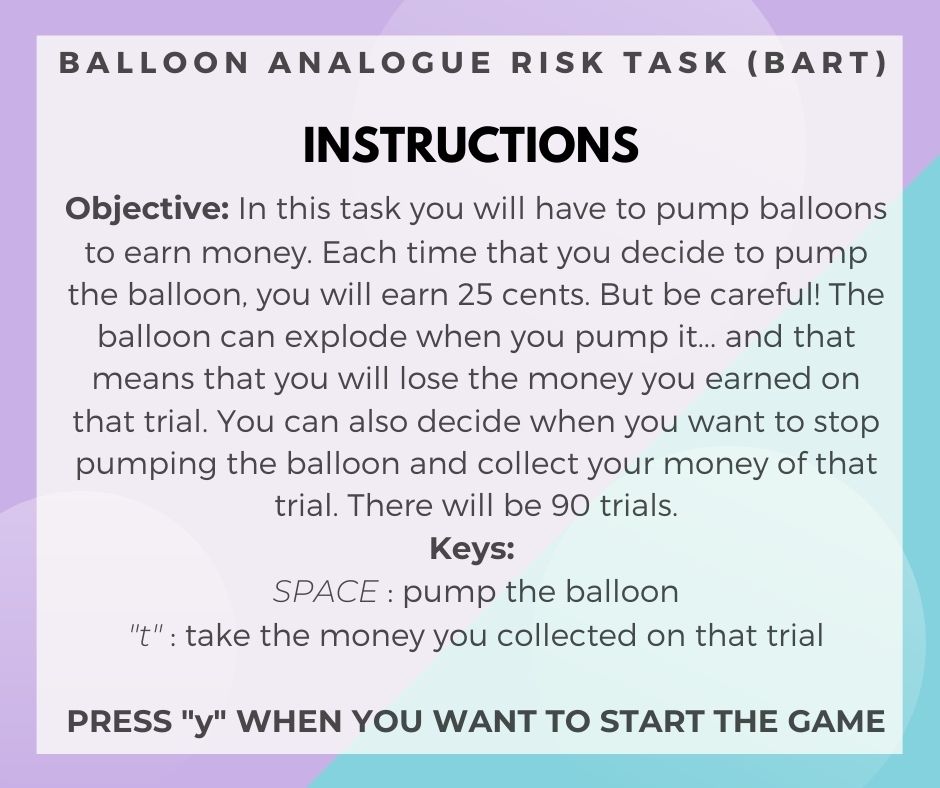 BALLOON ANALOGUE RISK TASK (BART)
INSTRUCTIONS
Objective: In this task you will have to pump balloons
to earn money. Each time that you decide to pump
the balloon, you will earn 25 cents. But be careful! The
balloon can explode when you pump it... and that
means that you will lose the money you earned on
that trial. You can also decide when you want to stop
pumping the balloon and collect your money of that
trial. There will be 90 trials.
Keys:
SPACE : pump the balloon
"t" : take the money you collected on that trial
PRESS "y" WHEN YOU WANT TO START THE GAME